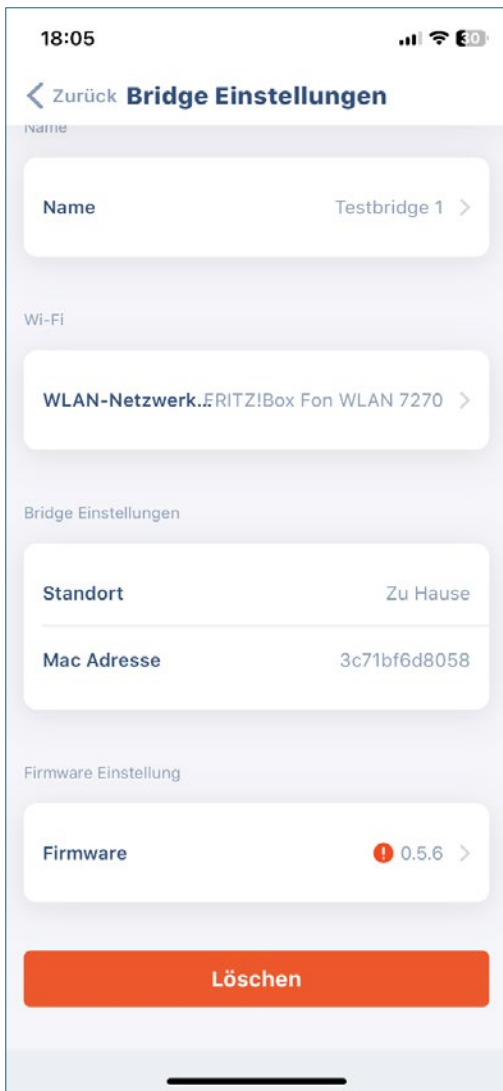 18:05
30
Zurück Bridge Einstellungen
Name
Name Testbridge 1
Wi-Fi
WLAN-Netzwerk... FRITZ!Box Fon WLAN 7270
Bridge Einstellungen
Standort Zu Hause
Mac Adresse 3c71bf6d8058
Firmware Einstellung
Firmware ! 0.5.6
Löschen